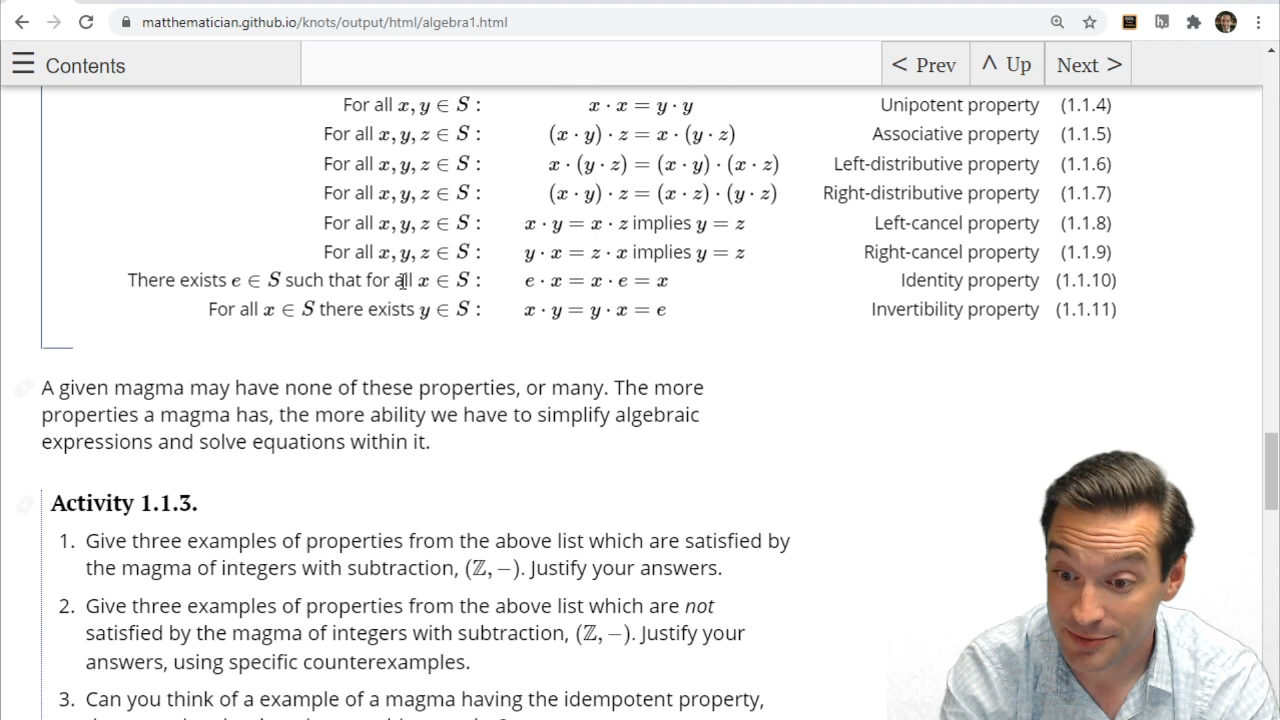 matthematician.github.io/knots/output/html/algebra1.html
Contents
< Prev
^ Up
Next >
For all x, y ∈ S : x · x = y · y Unipotent property (1.1.4)
For all x, y, z ∈ S : (x · y) · z = x · (y · z) Associative property (1.1.5)
For all x, y, z ∈ S : x · (y · z) = (x · y) · (x · z) Left-distributive property (1.1.6)
For all x, y, z ∈ S : (x · y) · z = (x · z) · (y · z) Right-distributive property (1.1.7)
For all x, y, z ∈ S : x · y = x · z implies y = z Left-cancel property (1.1.8)
For all x, y, z ∈ S : y · x = z · x implies y = z Right-cancel property (1.1.9)
There exists e ∈ S such that for all x ∈ S : e · x = x · e = x Identity property (1.1.10)
For all x ∈ S there exists y ∈ S : x · y = y · x = e Invertibility property (1.1.11)
A given magma may have none of these properties, or many. The more
properties a magma has, the more ability we have to simplify algebraic
expressions and solve equations within it.
Activity 1.1.3.
1. Give three examples of properties from the above list which are satisfied by
the magma of integers with subtraction, (ℤ, −). Justify your answers.
2. Give three examples of properties from the above list which are not
satisfied by the magma of integers with subtraction, (ℤ, −). Justify your
answers, using specific counterexamples.
3. Can you think of a example of a magma having the idempotent property,